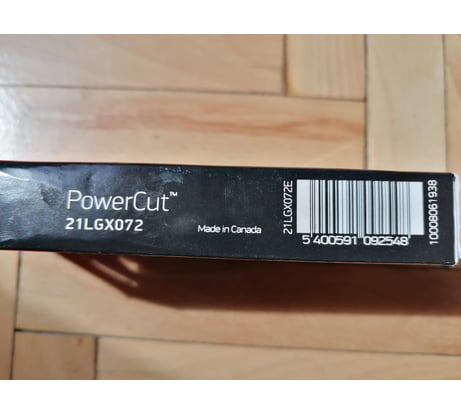 PowerCut™
21LGX072
Made in Canada
21LGX072E
5 400591 092548
10008061938